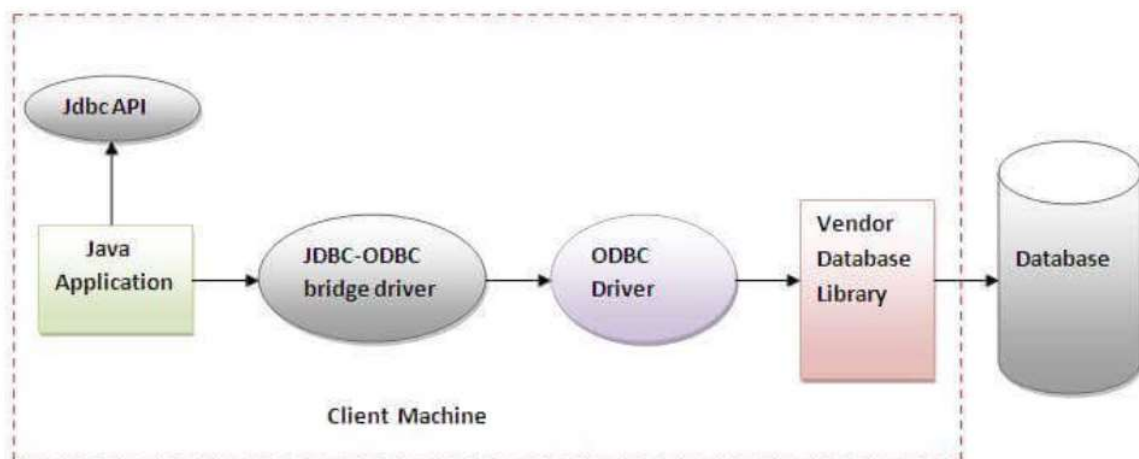 Jdbc API
Java
Application
JDBC-ODBC
bridge driver
ODBC
Driver
Vendor
Database
Library
Database
Client Machine